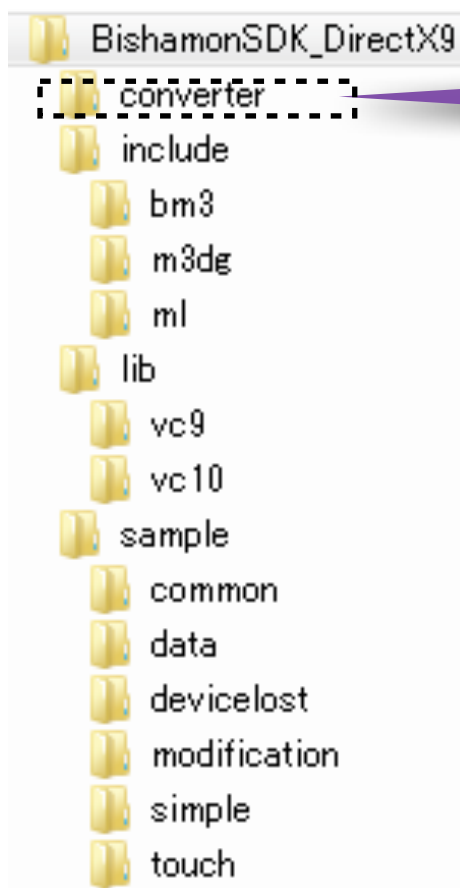 BishamonSDK_DirectX9
converter
include
bm3
m3dg
ml
lib
vc9
vc10
sample
common
data
devicelost
modification
simple
touch